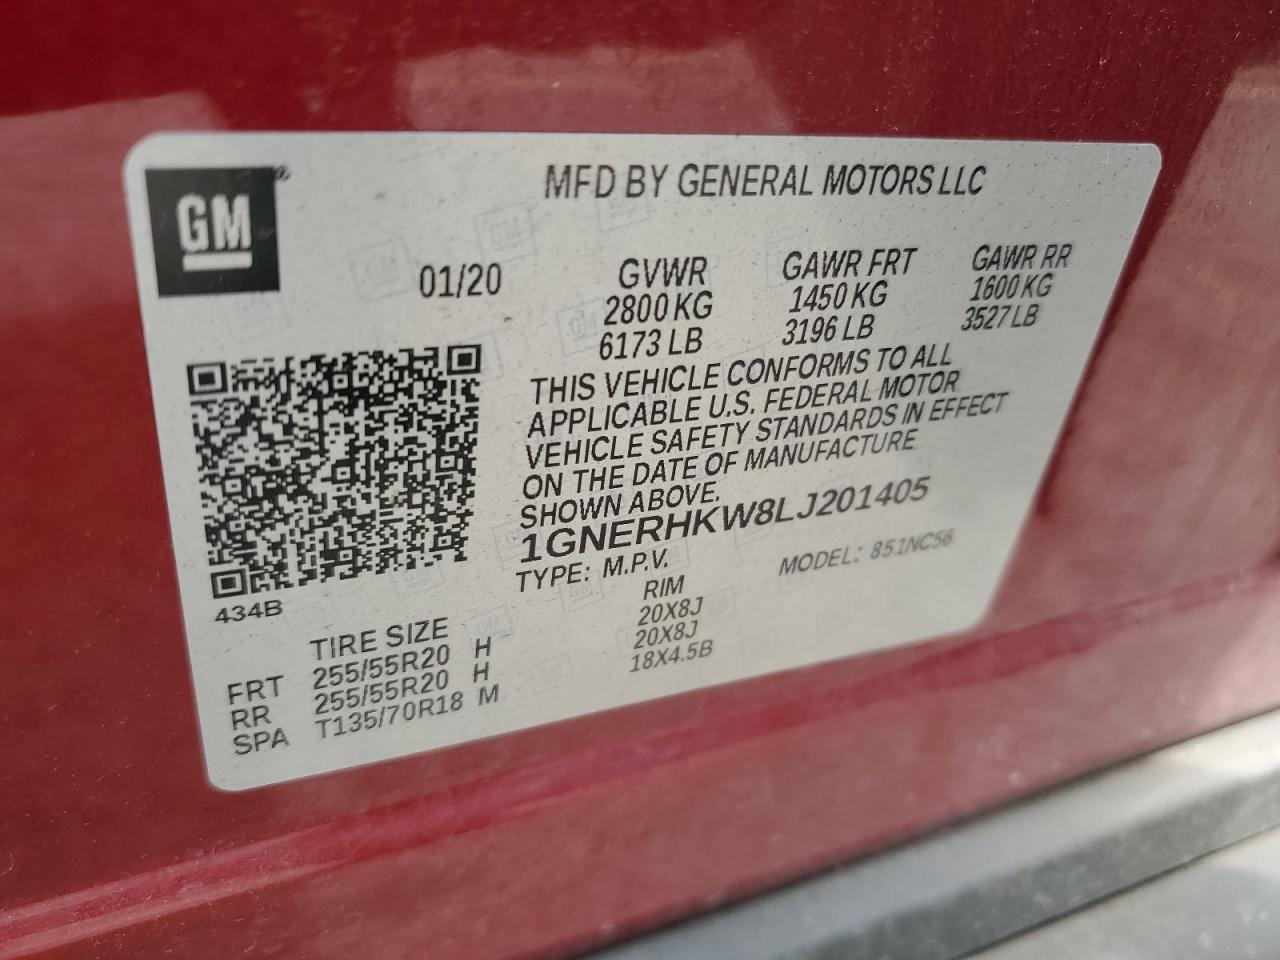 GM®
MFD BY GENERAL MOTORS LLC
01/20 GVWR GAWR FRT GAWR RR
2800 KG 1450 KG 1600 KG
6173 LB 3196 LB 3527 LB
THIS VEHICLE CONFORMS TO ALL
APPLICABLE U.S. FEDERAL MOTOR
VEHICLE SAFETY STANDARDS IN EFFECT
ON THE DATE OF MANUFACTURE
SHOWN ABOVE.
1GNERHKW8LJ201405
TYPE: M.P.V. MODEL: 851NC56
434B
TIRE SIZE RIM
FRT 255/55R20 H 20X8J
RR 255/55R20 H 20X8J
SPA T135/70R18 M 18X4.5B